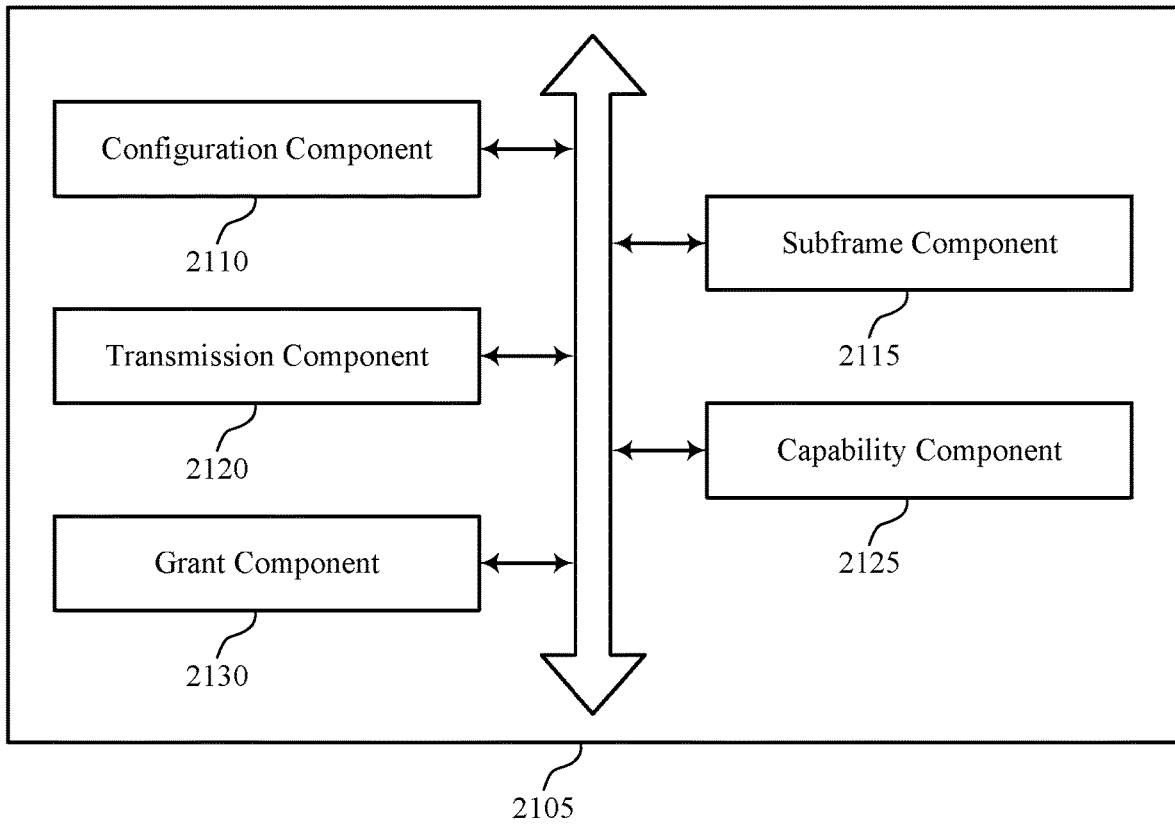 Configuration Component
2110
Subframe Component
2115
Transmission Component
2120
Capability Component
2125
Grant Component
2130
2105